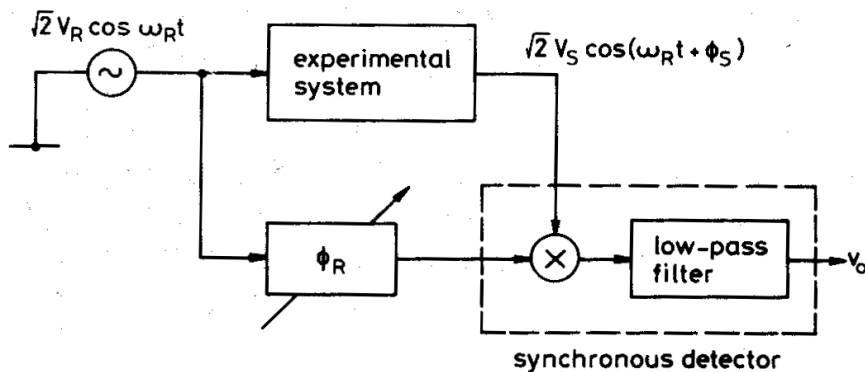 √2 V_R cos ω_R t
~
experimental
system
√2 V_S cos(ω_R t + ϕ_S)
ϕ_R
×
low-pass
filter
v_o
synchronous detector